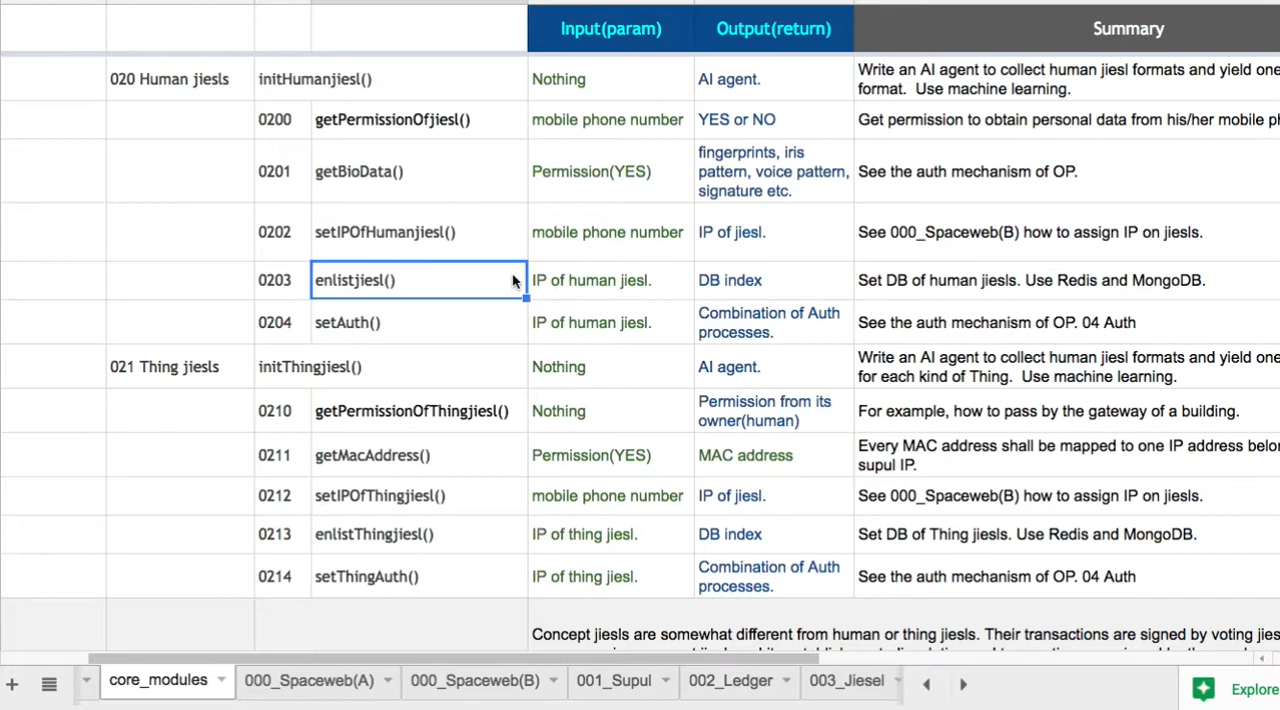 Input(param) Output(return) Summary
020 Human jiesls initHumanjiesl() Nothing AI agent. Write an AI agent to collect human jiesl formats and yield one
format. Use machine learning.
0200 getPermissionOfjiesl() mobile phone number YES or NO Get permission to obtain personal data from his/her mobile
0201 getBioData() Permission(YES) fingerprints, iris
pattern, voice pattern,
signature etc. See the auth mechanism of OP.
0202 setIPOfHumanjiesl() mobile phone number IP of jiesl. See 000_Spaceweb(B) how to assign IP on jiesls.
0203 enlistjiesl() IP of human jiesl. DB index Set DB of human jiesls. Use Redis and MongoDB.
0204 setAuth() IP of human jiesl. Combination of Auth
processes. See the auth mechanism of OP. 04 Auth
021 Thing jiesls initThingjiesl() Nothing AI agent. Write an AI agent to collect human jiesl formats and yield one
for each kind of Thing. Use machine learning.
0210 getPermissionOfThingjiesl() Nothing Permission from its
owner(human) For example, how to pass by the gateway of a building.
0211 getMacAddress() Permission(YES) MAC address Every MAC address shall be mapped to one IP address
supul IP.
0212 setIPOfThingjiesl() mobile phone number IP of jiesl. See 000_Spaceweb(B) how to assign IP on jiesls.
0213 enlistThingjiesl() IP of thing jiesl. DB index Set DB of Thing jiesls. Use Redis and MongoDB.
0214 setThingAuth() IP of thing jiesl. Combination of Auth
processes. See the auth mechanism of OP. 04 Auth
Concept jiesls are somewhat different from human or thing jiesls. Their transactions are signed by voting
core_modules 000_Spaceweb(A) 000_Spaceweb(B) 001_Supul 002_Ledger 003_Jiesel Explore